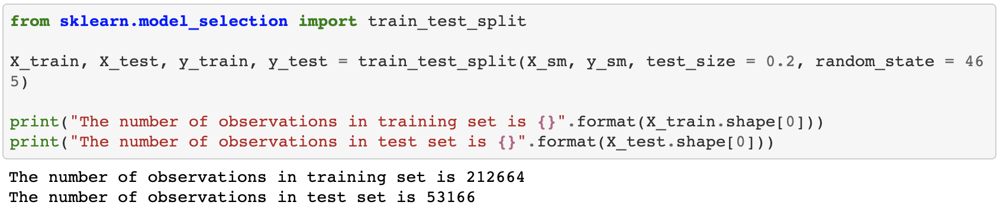 from sklearn.model_selection import train_test_split
X_train, X_test, y_train, y_test = train_test_split(X_sm, y_sm, test_size = 0.2, random_state = 46
5)
print("The number of observations in training set is {}".format(X_train.shape[0]))
print("The number of observations in test set is {}".format(X_test.shape[0]))
The number of observations in training set is 212664
The number of observations in test set is 53166